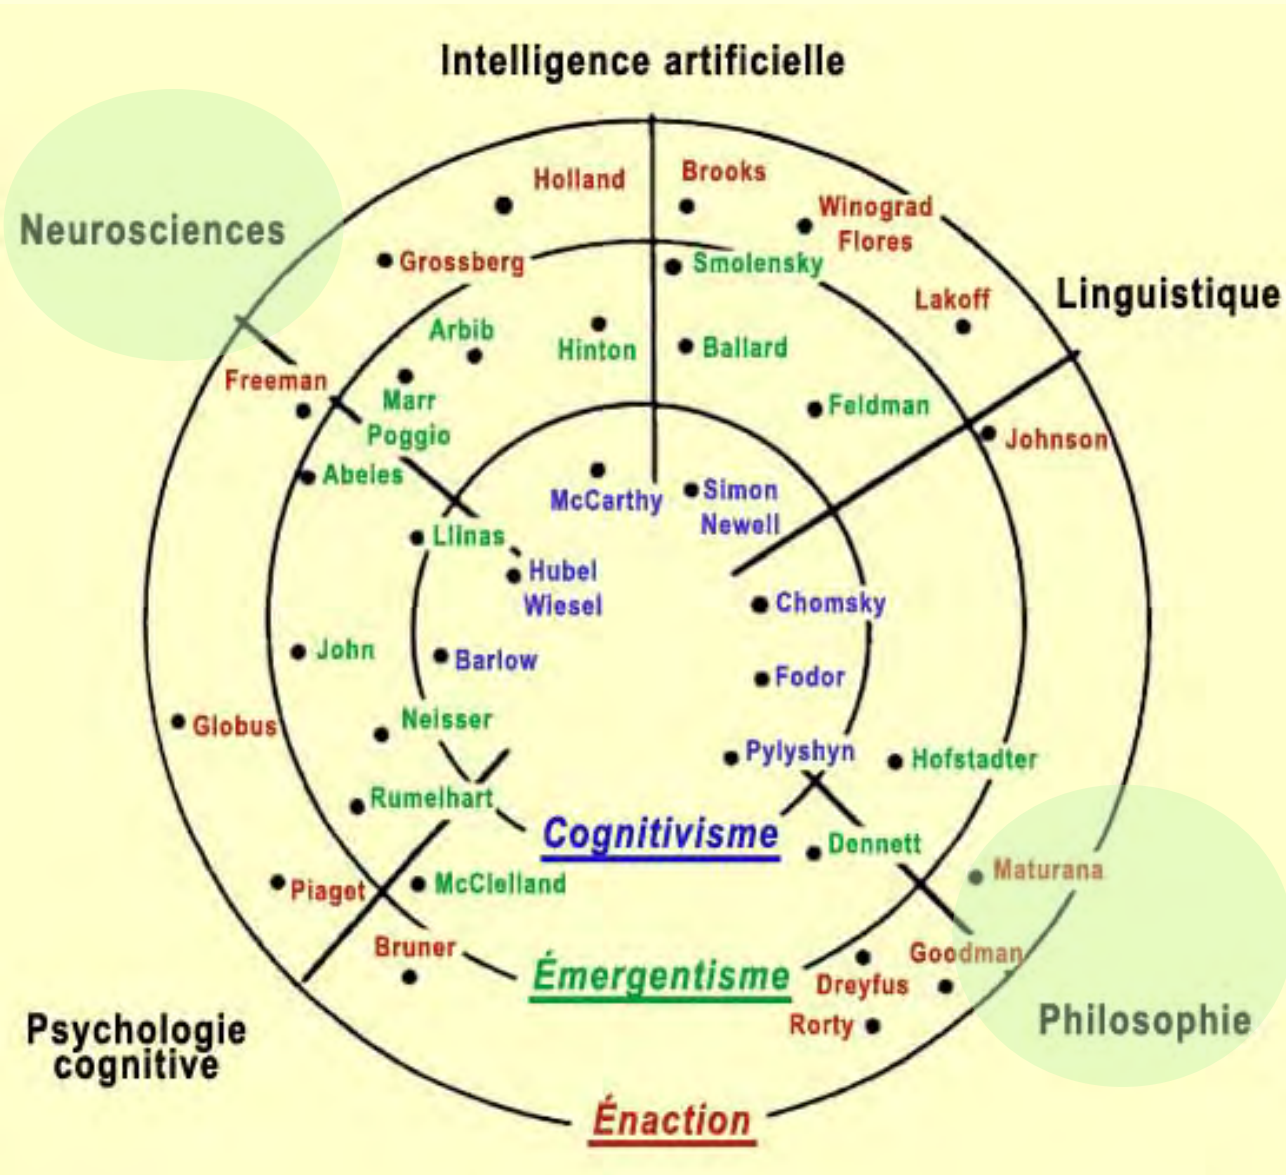 Intelligence artificielle
Neurosciences
Holland
Brooks
Winograd
Flores
Grossberg
Smolensky
Lakoff
Linguistique
Arbib
Hinton
Ballard
Freeman
Marr
Poggio
Feldman
Johnson
Abeles
McCarthy
Simon
Newell
Llinas
Hubel
Wiesel
Chomsky
John
Barlow
Fodor
Globus
Neisser
Pylyshyn
Hofstadter
Rumelhart
Cognitivisme
Dennett
Maturana
Piaget
McClelland
Bruner
Émergentisme
Goodman
Dreyfus
Rorty
Psychologie
cognitive
Philosophie
Énaction